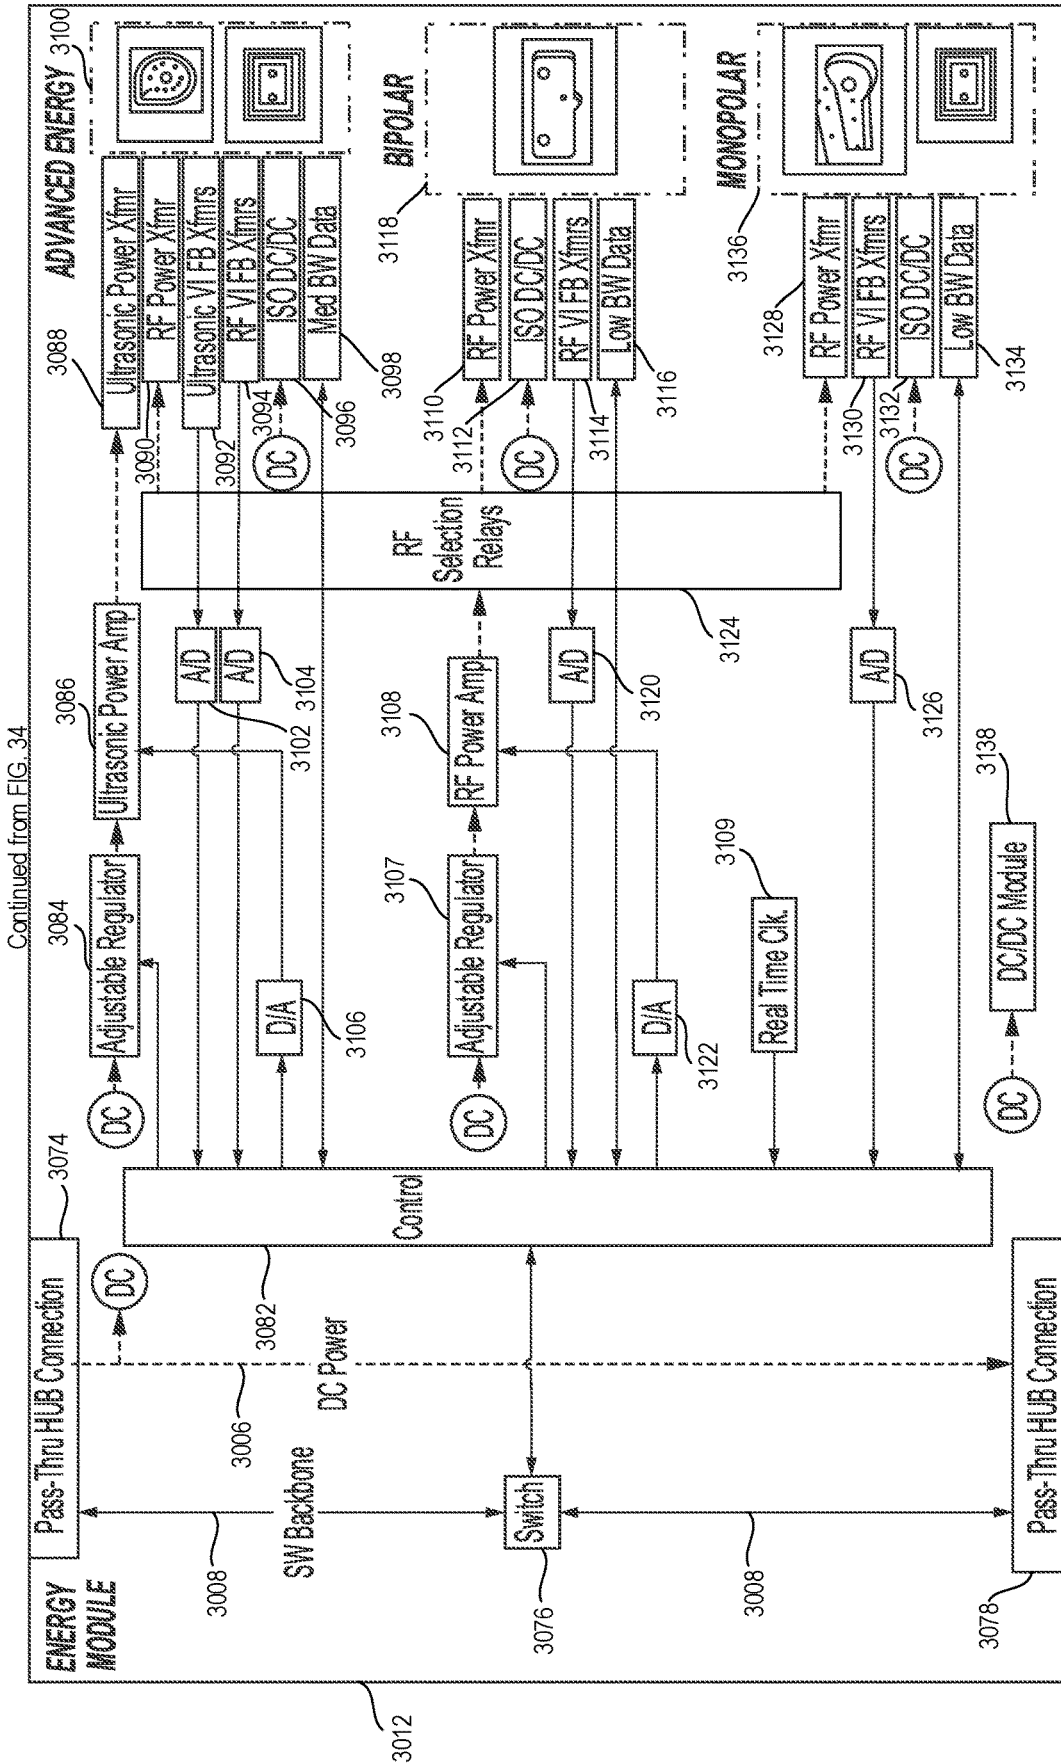 Continued from FIG. 34
3012
ENERGY
MODULE
Pass-Thru HUB Connection
3074
3008
SW Backbone
3006
DC Power
DC
Switch
3076
3008
Pass-Thru HUB Connection
3078
Control
3082
DC
Adjustable Regulator
3084
Ultrasonic Power Amp
3086
A/D
3102
A/D
3104
D/A
3106
DC
Adjustable Regulator
3107
RF Power Amp
3108
A/D
3120
D/A
3122
Real Time Clk.
3109
A/D
3126
DC
DC/DC Module
3138
RF
Selection
Relays
3124
ADVANCED ENERGY
3100
Ultrasonic Power Xfmr
3088
RF Power Xfmr
3090
Ultrasonic VI FB Xfmrs
3092
RF VI FB Xfmrs
3094
DC
ISO DC/DC
3096
Med BW Data
3098
BIPOLAR
3118
RF Power Xfmr
3110
DC
ISO DC/DC
3112
RF VI FB Xfmrs
3114
Low BW Data
3116
MONOPOLAR
3136
RF Power Xfmr
3128
RF VI FB Xfmrs
3130
DC
ISO DC/DC
3132
Low BW Data
3134